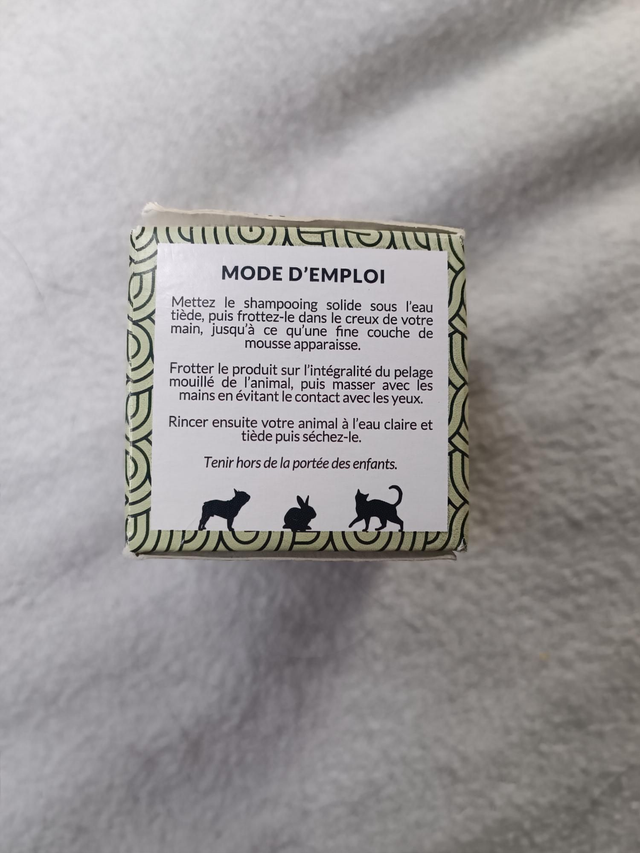 MODE D'EMPLOI
Mettez le shampooing solide sous l'eau
tiède, puis frottez-le dans le creux de votre
main, jusqu'à ce qu'une fine couche de
mousse apparaisse.
Frotter le produit sur l'intégralité du pelage
mouillé de l'animal, puis masser avec les
mains en évitant le contact avec les yeux.
Rincer ensuite votre animal à l'eau claire et
tiède puis séchez-le.
Tenir hors de la portée des enfants.